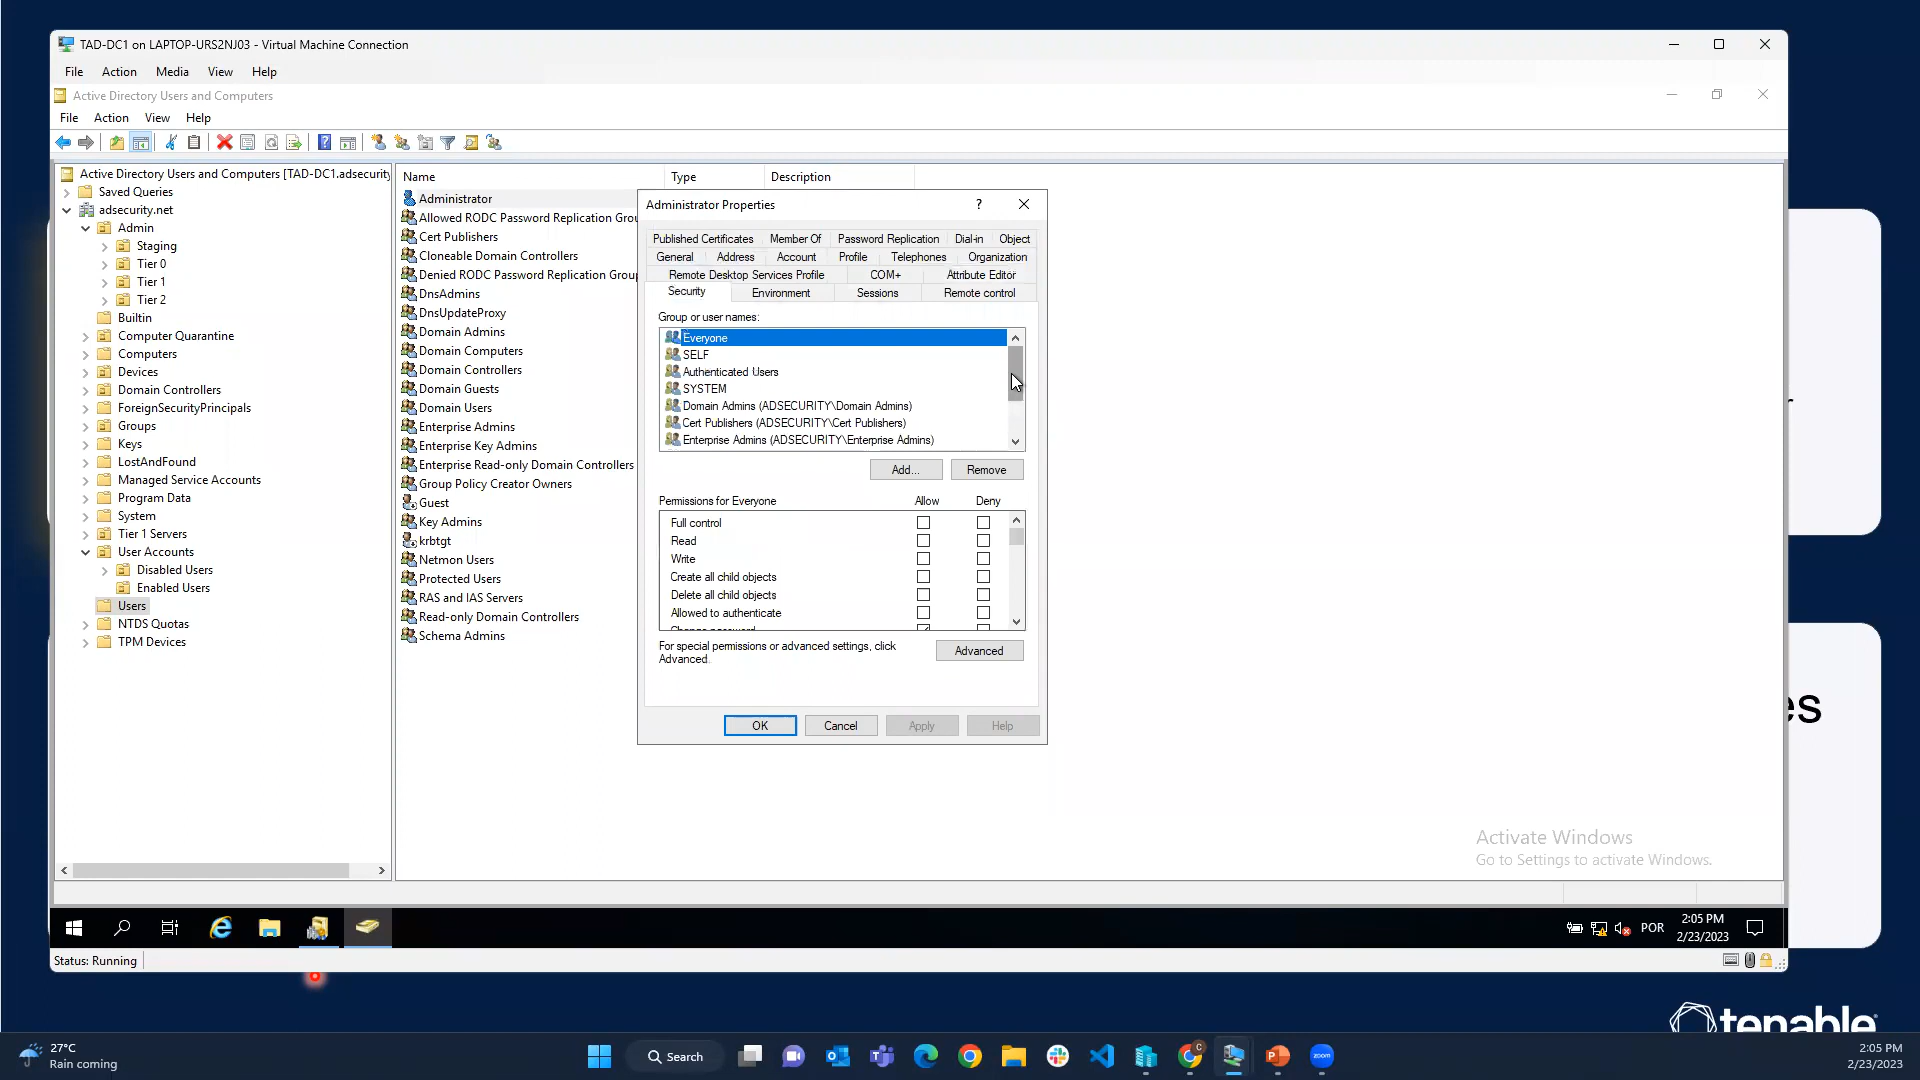 TAD-DC1 on LAPTOP-URS2NJ03 - Virtual Machine Connection
File Action Media View Help
Active Directory Users and Computers
File Action View Help
Active Directory Users and Computers [TAD-DC1.adsecurity
Saved Queries
adsecurity.net
Admin
Staging
Tier 0
Tier 1
Tier 2
Builtin
Computer Quarantine
Computers
Devices
Domain Controllers
ForeignSecurityPrincipals
Groups
Keys
LostAndFound
Managed Service Accounts
Program Data
System
Tier 1 Servers
User Accounts
Disabled Users
Enabled Users
Users
NTDS Quotas
TPM Devices
Name Type Description
Administrator
Allowed RODC Password Replication Grou
Cert Publishers
Cloneable Domain Controllers
Denied RODC Password Replication Group
DnsAdmins
DnsUpdateProxy
Domain Admins
Domain Computers
Domain Controllers
Domain Guests
Domain Users
Enterprise Admins
Enterprise Key Admins
Enterprise Read-only Domain Controllers
Group Policy Creator Owners
Guest
Key Admins
krbtgt
Netmon Users
Protected Users
RAS and IAS Servers
Read-only Domain Controllers
Schema Admins
Administrator Properties
Published Certificates Member Of Password Replication Dial-in Object
General Address Account Profile Telephones Organization
Remote Desktop Services Profile COM+ Attribute Editor
Security Environment Sessions Remote control
Group or user names:
Everyone
SELF
Authenticated Users
SYSTEM
Domain Admins (ADSECURITY\Domain Admins)
Cert Publishers (ADSECURITY\Cert Publishers)
Enterprise Admins (ADSECURITY\Enterprise Admins)
Add... Remove
Permissions for Everyone Allow Deny
Full control
Read
Write
Create all child objects
Delete all child objects
Allowed to authenticate
Change password
For special permissions or advanced settings, click
Advanced.
Advanced
OK Cancel Apply Help
Activate Windows
Go to Settings to activate Windows.
POR
2:05 PM
2/23/2023
Status: Running
r
es
tenable
27°C
Rain coming
Search
C
zoom
2:05 PM
2/23/2023